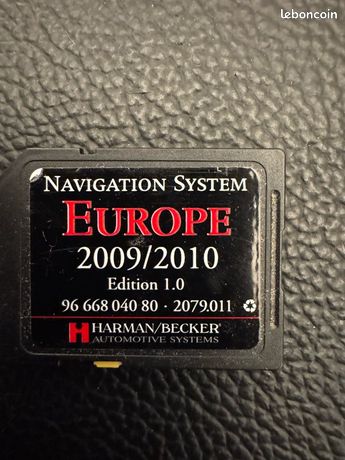 leboncoin
NAVIGATION SYSTEM
EUROPE
2009/2010
Edition 1.0
96 668 040 80 · 2079.011
HARMAN/BECKER
AUTOMOTIVE SYSTEMS